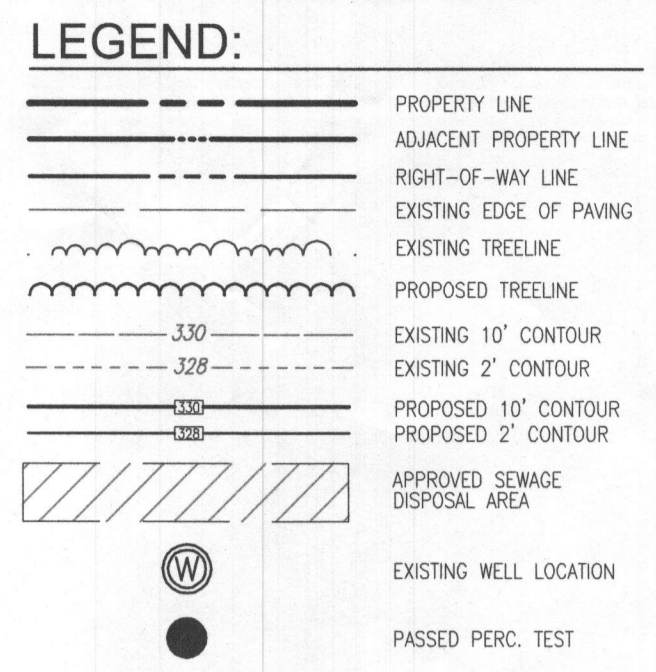 LEGEND:
PROPERTY LINE
ADJACENT PROPERTY LINE
RIGHT-OF-WAY LINE
EXISTING EDGE OF PAVING
EXISTING TREELINE
PROPOSED TREELINE
330 EXISTING 10' CONTOUR
328 EXISTING 2' CONTOUR
330 PROPOSED 10' CONTOUR
328 PROPOSED 2' CONTOUR
APPROVED SEWAGE
DISPOSAL AREA
W EXISTING WELL LOCATION
PASSED PERC. TEST